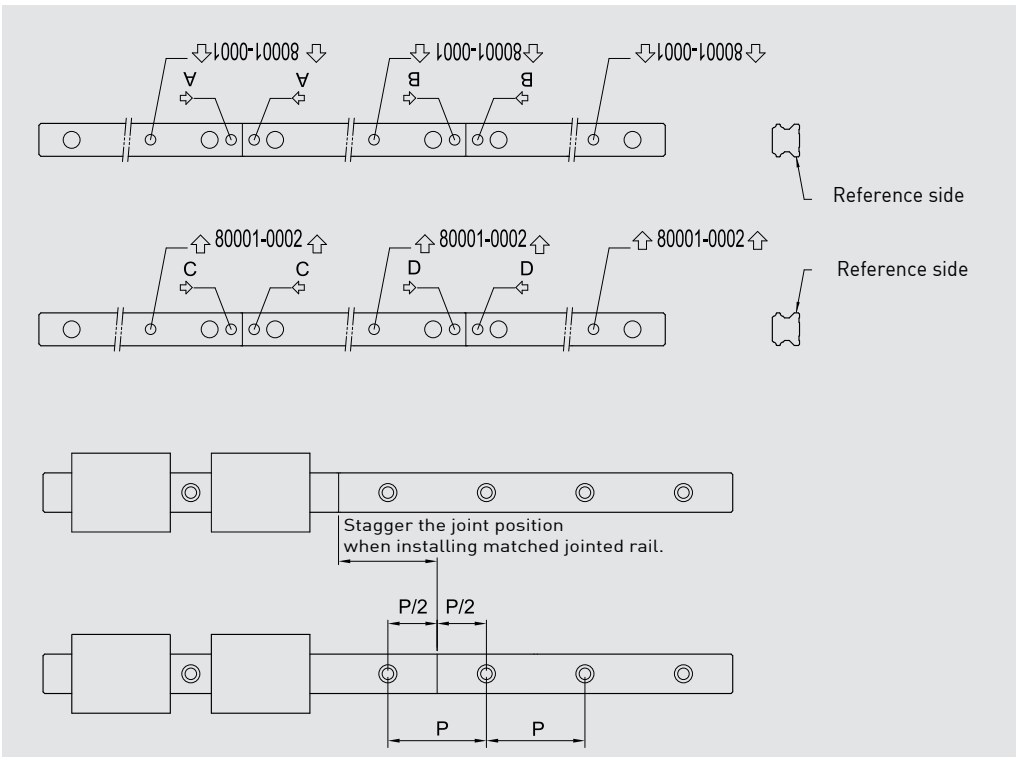 80001-0001 80001-0001 80001-0001
A A B B
Reference side
80001-0002 80001-0002 80001-0002
Reference side
C C D D
Stagger the joint position
when installing matched jointed rail.
P/2 P/2
P P